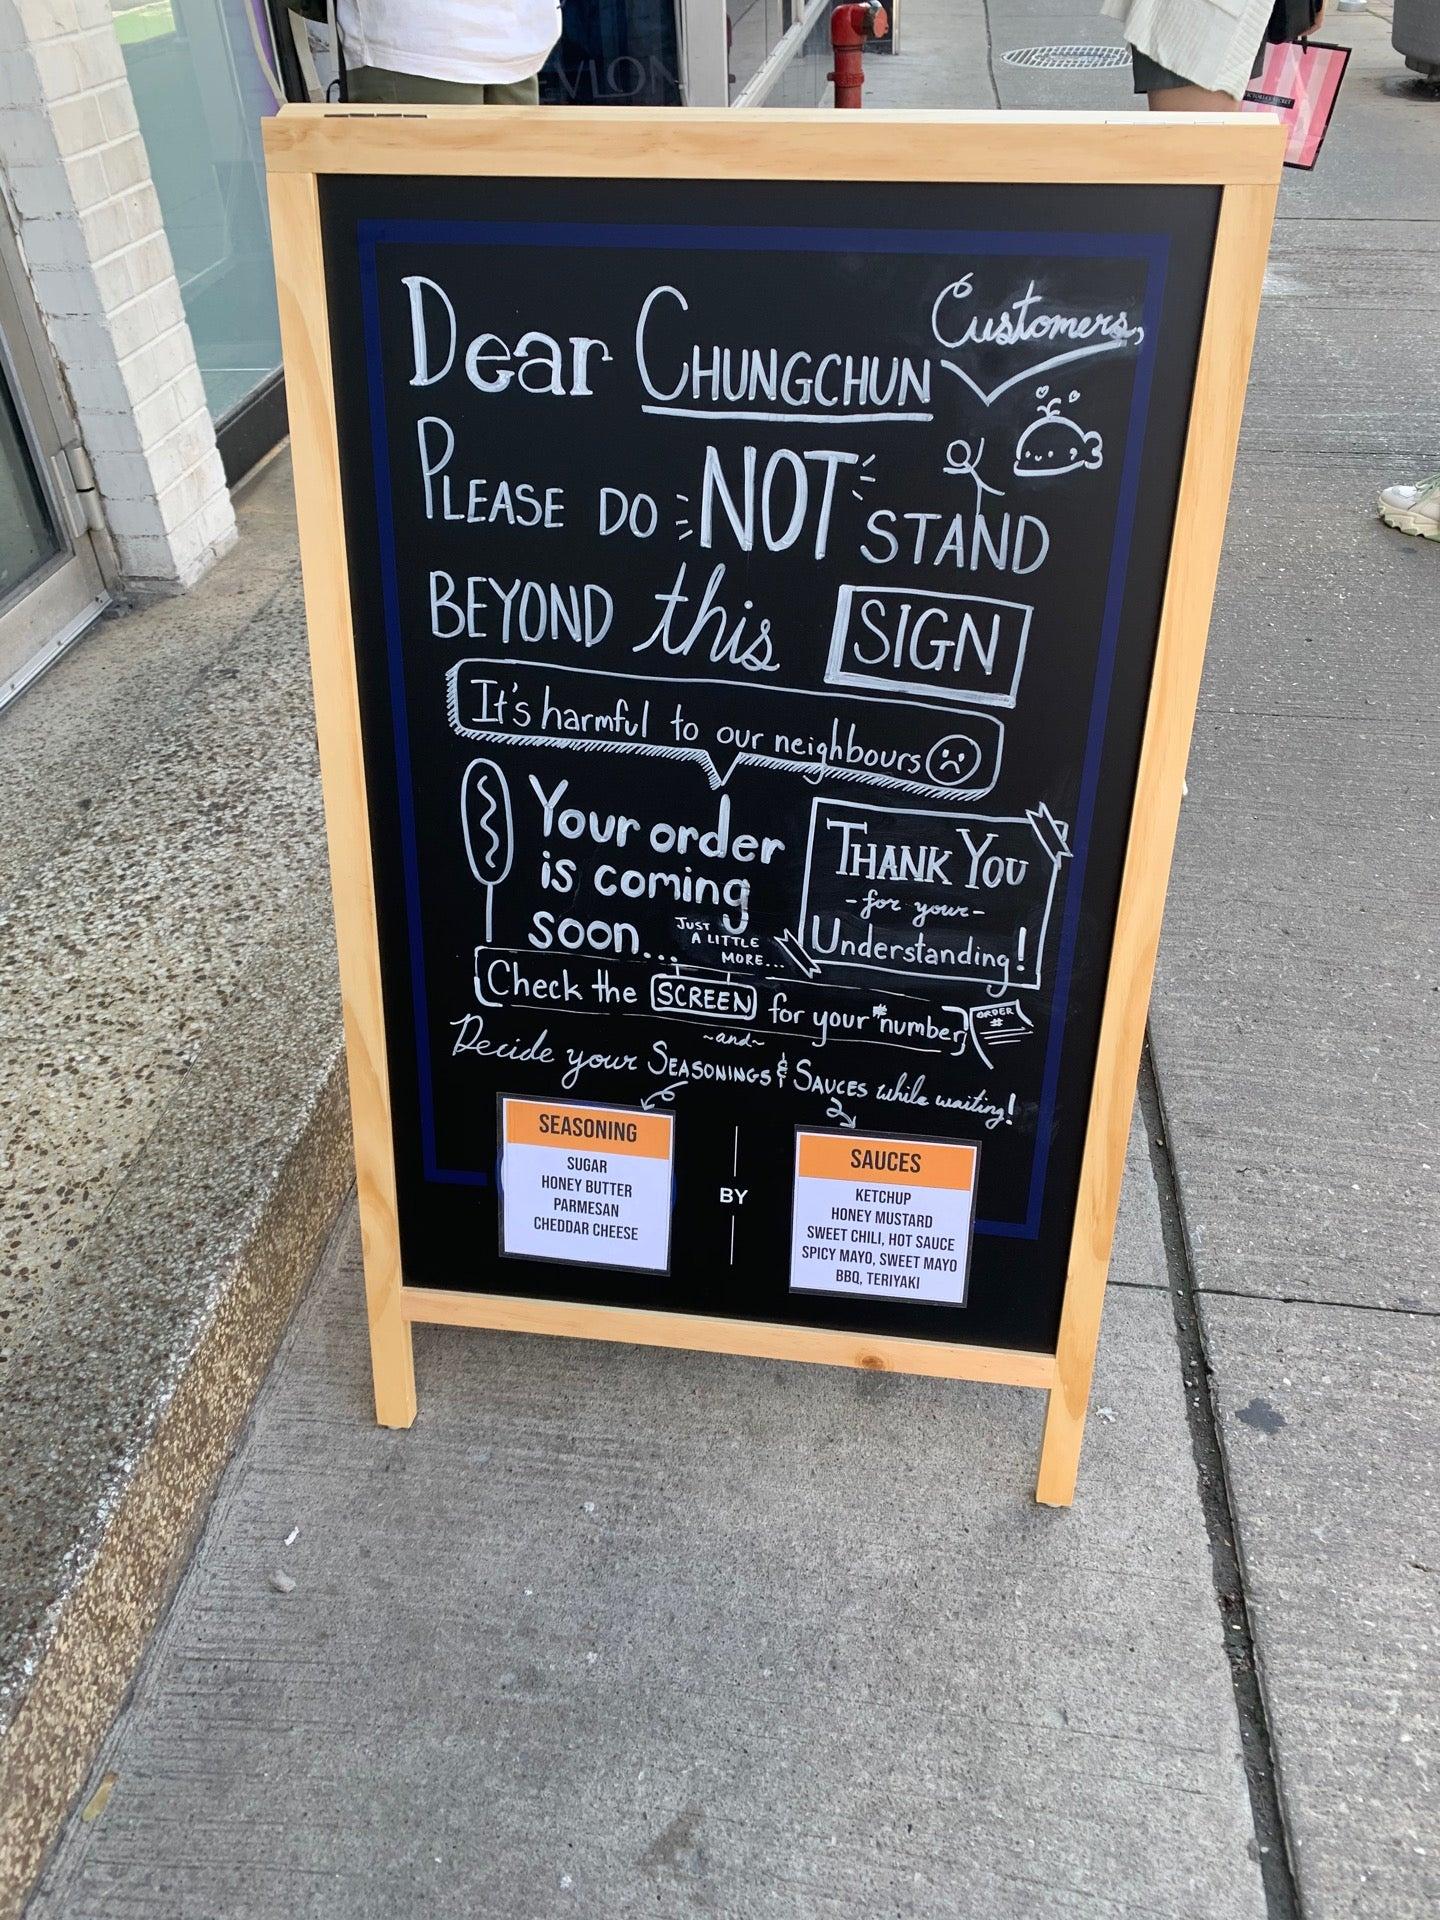 VLON
VICTORIA'S SECRET
Dear CHUNGCHUN Customers,
PLEASE DO NOT STAND
BEYOND this SIGN
It's harmful to our neighbours
Your order
is coming
soon...
JUST
A LITTLE
MORE...
THANK YOU
-for your-
Understanding!
Check the SCREEN for your #number
ORDER
#
~and~
Decide your SEASONINGS & SAUCES while waiting!
SEASONING
SUGAR
HONEY BUTTER
PARMESAN
CHEDDAR CHEESE
BY
SAUCES
KETCHUP
HONEY MUSTARD
SWEET CHILI, HOT SAUCE
SPICY MAYO, SWEET MAYO
BBQ, TERIYAKI